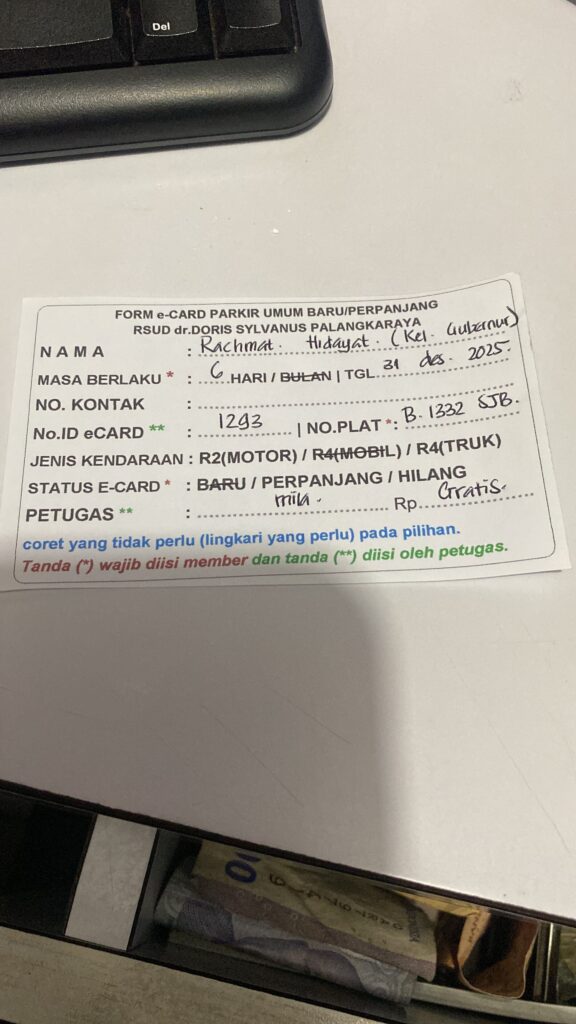 Del
FORM e-CARD PARKIR UMUM BARU/PERPANJANG
RSUD dr.DORIS SYLVANUS PALANGKARAYA
NAMA : Rachmat. Hidayat. (Kel. Gubernur)
MASA BERLAKU * : 6 HARI / BULAN | TGL 31 des. 2025.
NO. KONTAK :
No.ID eCARD ** : 1293 | NO.PLAT *: B. 1332 SJB.
JENIS KENDARAAN : R2(MOTOR) / R4(MOBIL) / R4(TRUK)
STATUS E-CARD * : BARU / PERPANJANG / HILANG
PETUGAS ** : mila. Rp. Gratis.
coret yang tidak perlu (lingkari yang perlu) pada pilihan.
Tanda (*) wajib diisi member dan tanda (**) diisi oleh petugas.